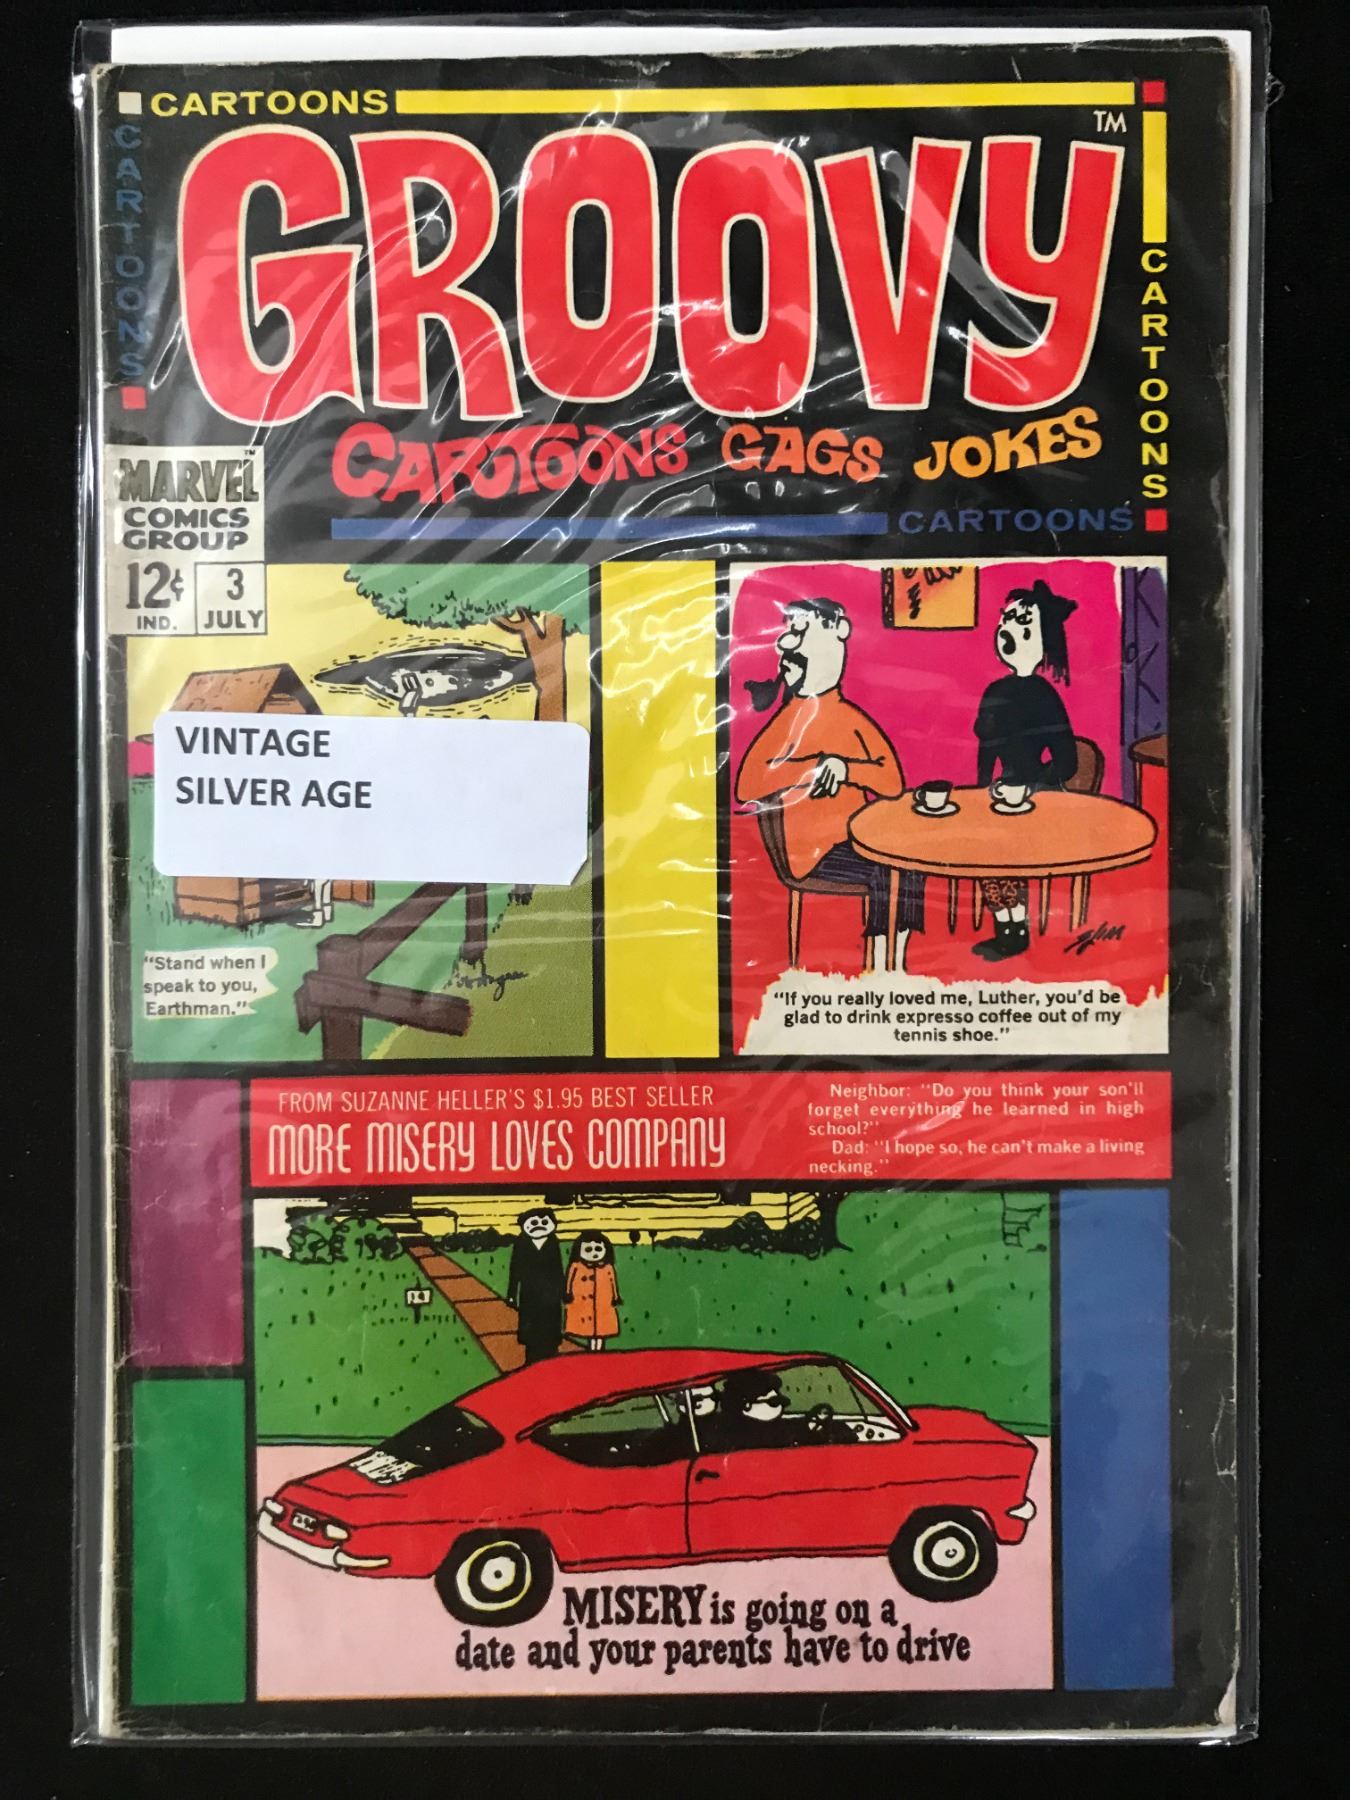 CARTOONS
CARTOONS
GROOVY TM
CARTOONS
CARTOONS GAGS JOKES
CARTOONS
MARVEL TM
COMICS
GROUP
12¢ 3
IND. JULY
VINTAGE
SILVER AGE
"Stand when I
speak to you,
Earthman."
"If you really loved me, Luther, you'd be
glad to drink expresso coffee out of my
tennis shoe."
FROM SUZANNE HELLER'S $1.95 BEST SELLER
MORE MISERY LOVES COMPANY
Neighbor: "Do you think your son'll
forget everything he learned in high
school?"
Dad: "I hope so, he can't make a living
necking."
MISERY is going on a
date and your parents have to drive